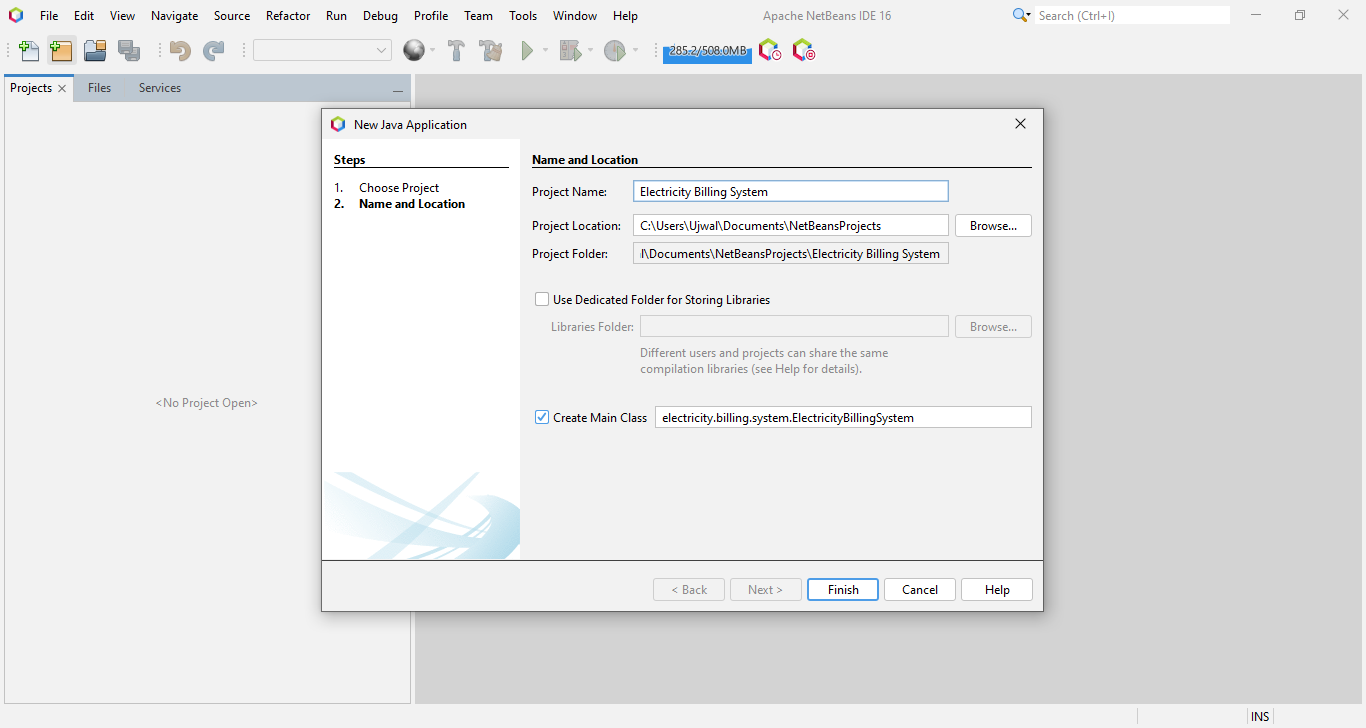 File Edit View Navigate Source Refactor Run Debug Profile Team Tools Window Help
Apache NetBeans IDE 16
Search (Ctrl+I)
285.2/508.0MB
Projects Files Services
New Java Application
Steps
1. Choose Project
2. Name and Location
Name and Location
Project Name: Electricity Billing System
Project Location: C:\Users\Ujwal\Documents\NetBeansProjects Browse...
Project Folder: l\Documents\NetBeansProjects\Electricity Billing System
Use Dedicated Folder for Storing Libraries
Libraries Folder: Browse...
Different users and projects can share the same
compilation libraries (see Help for details).
<No Project Open>
Create Main Class electricity.billing.system.ElectricityBillingSystem
< Back Next > Finish Cancel Help
INS